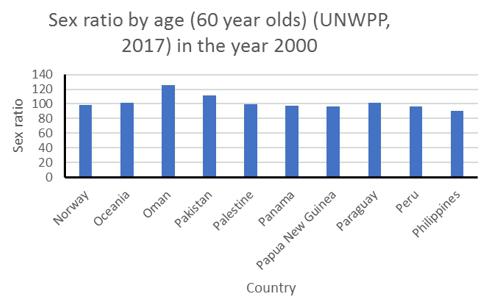 Sex ratio by age (60 year olds) (UNWPP,
2017) in the year 2000
Sex ratio
140
120
100
80
60
40
20
0
Norway
Oceania
Oman
Pakistan
Palestine
Panama
Papua New Guinea
Paraguay
Peru
Philippines
Country